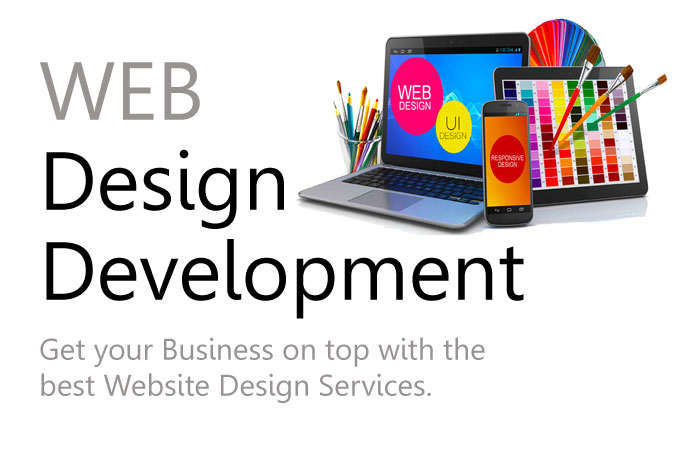 WEB
Design
Development
Get your Business on top with the
best Website Design Services.
WEB
DESIGN
UI
DESIGN
RESPONSIVE
DESIGN